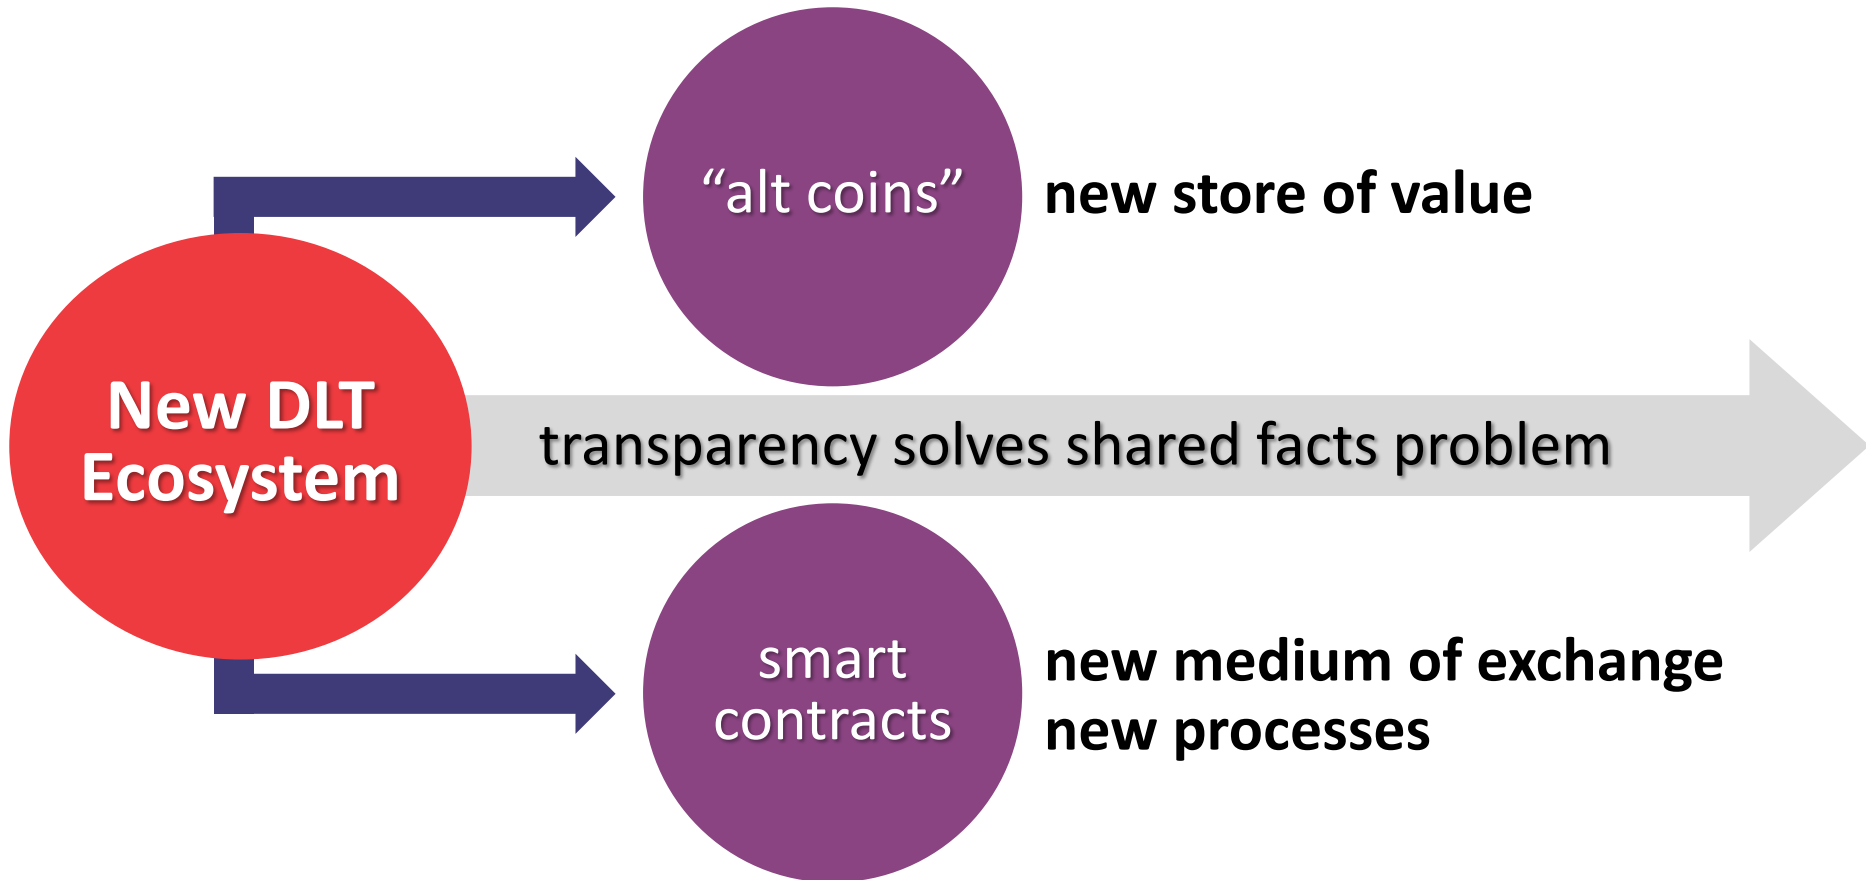 “alt coins”
new store of value
New DLT
Ecosystem
transparency solves shared facts problem
smart
contracts
new medium of exchange
new processes